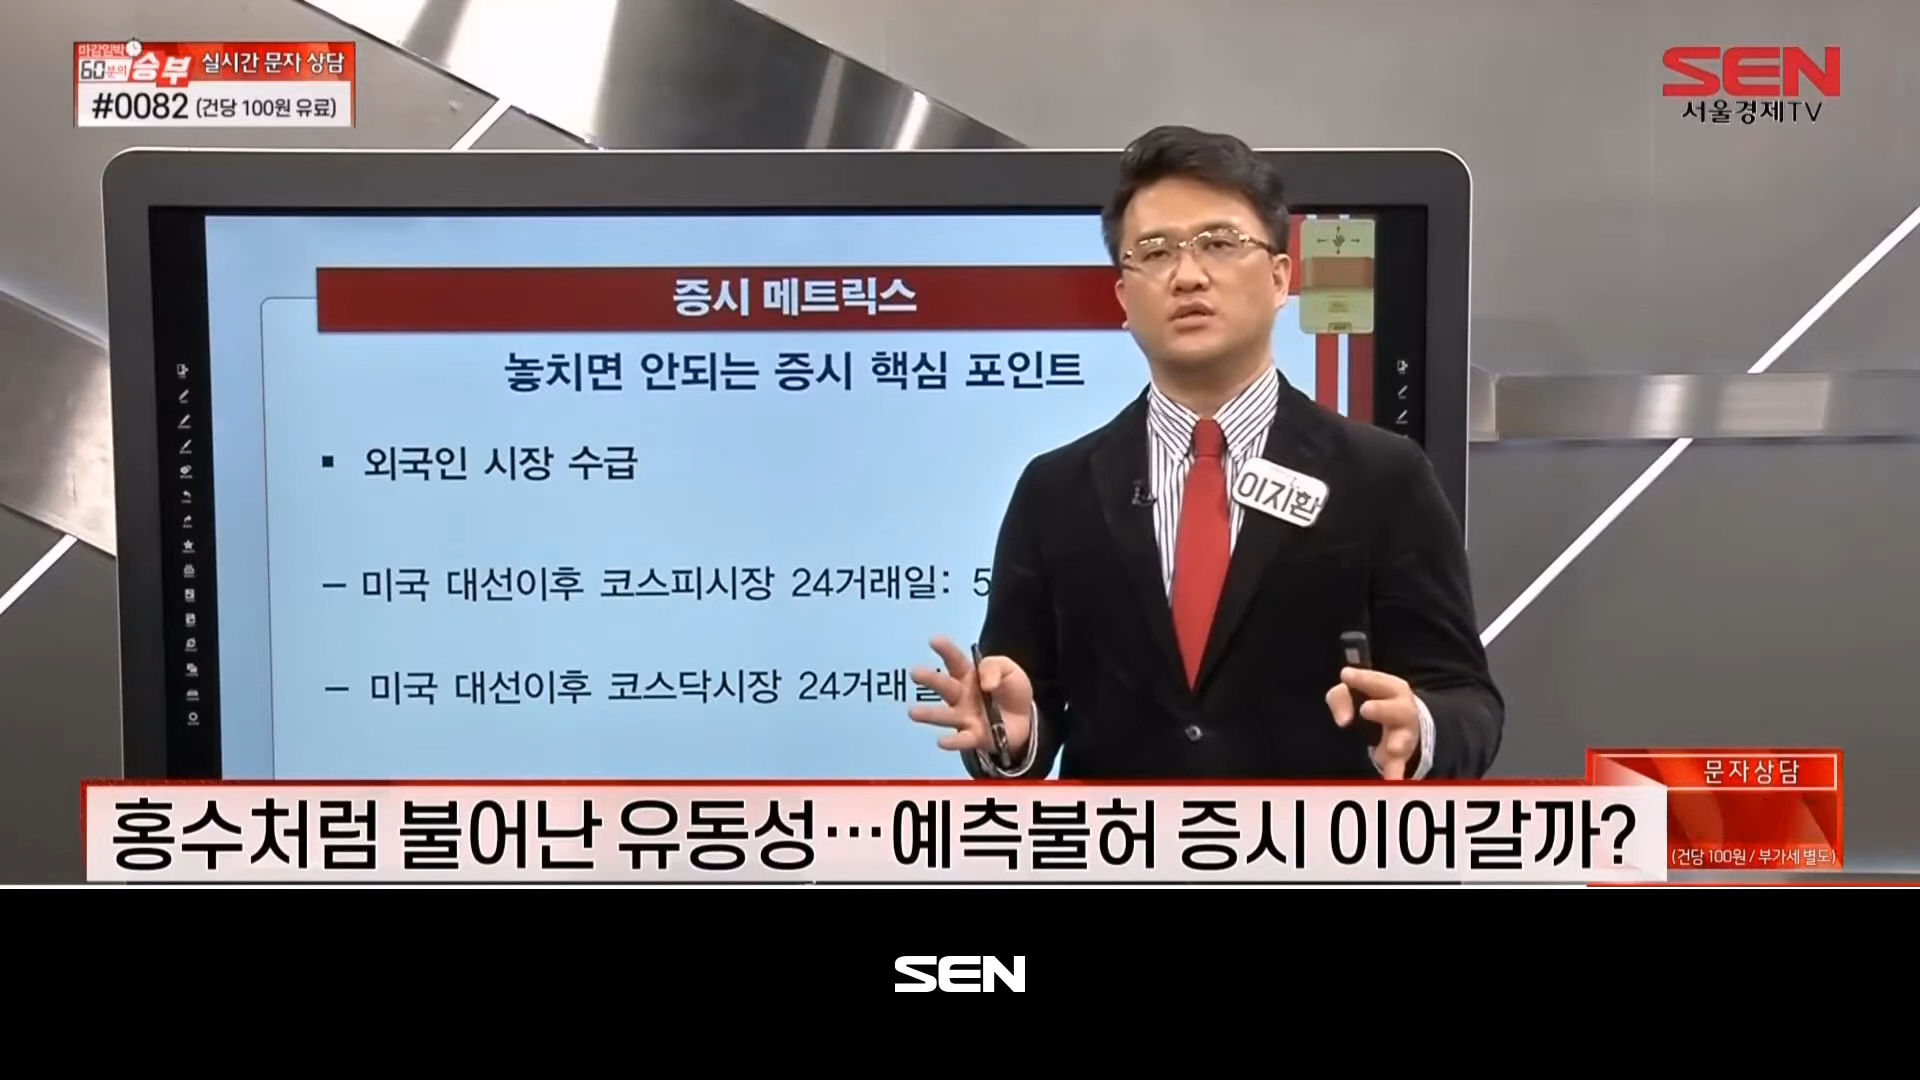 마감임박
60분의 승부 실시간 문자 상담
#0082 (건당 100원 유료)
SEN
서울경제TV
증시 메트릭스
놓치면 안되는 증시 핵심 포인트
▪ 외국인 시장 수급
– 미국 대선이후 코스피시장 24거래일: 5
– 미국 대선이후 코스닥시장 24거래일
이지환
문자상담
(건당 100원 / 부가세 별도)
홍수처럼 불어난 유동성…예측불허 증시 이어갈까?
SEN